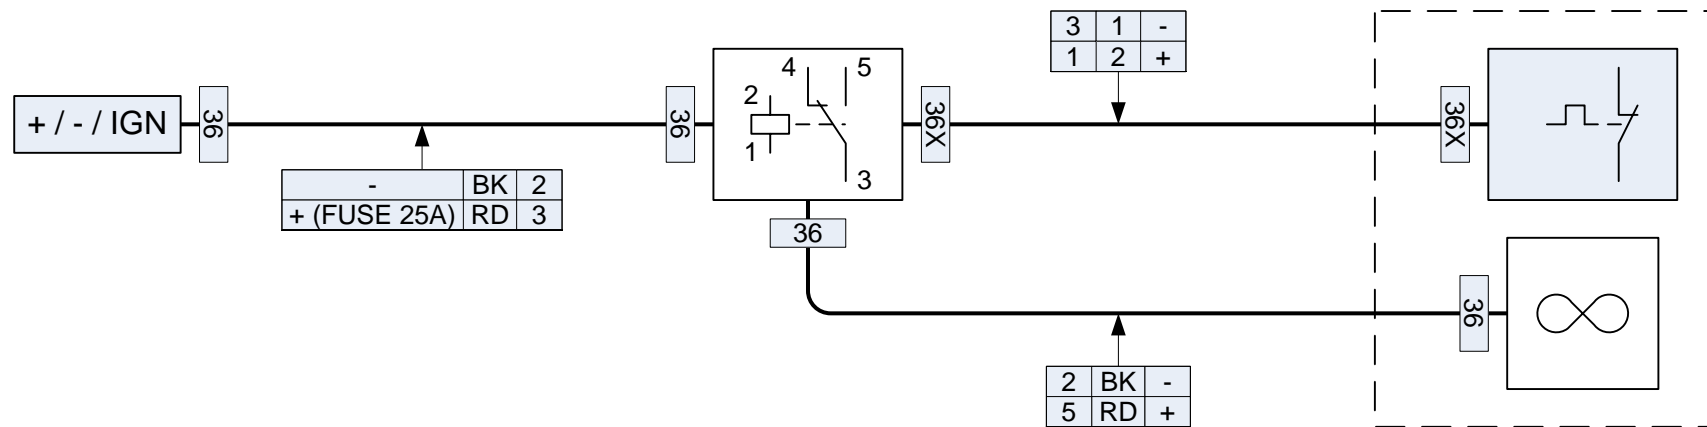 3 1 -
1 2 +
+ / - / IGN
36
36
4 5
2
1
3
36X
36X
- BK 2
+ (FUSE 25A) RD 3
36
36
2 BK -
5 RD +